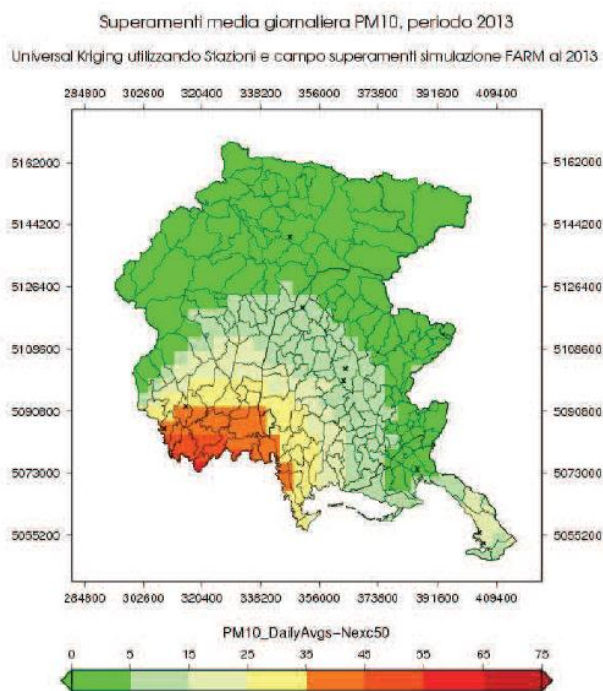 Superamenti media giornaliera PM10, periodo 2013
Universal Kriging utilizzando Stazioni e campo superamenti simulazione FARM al 2013
284800 302600 320400 338200 356000 373800 391600 409400
5162000 5162000
5144200 5144200
5126400 5126400
5108600 5108600
5090800 5090800
5073000 5073000
5055200 5055200
284800 302600 320400 338200 356000 373800 391600 409400
PM10_DailyAvgs-Nexc50
0 5 15 25 35 45 55 65 75